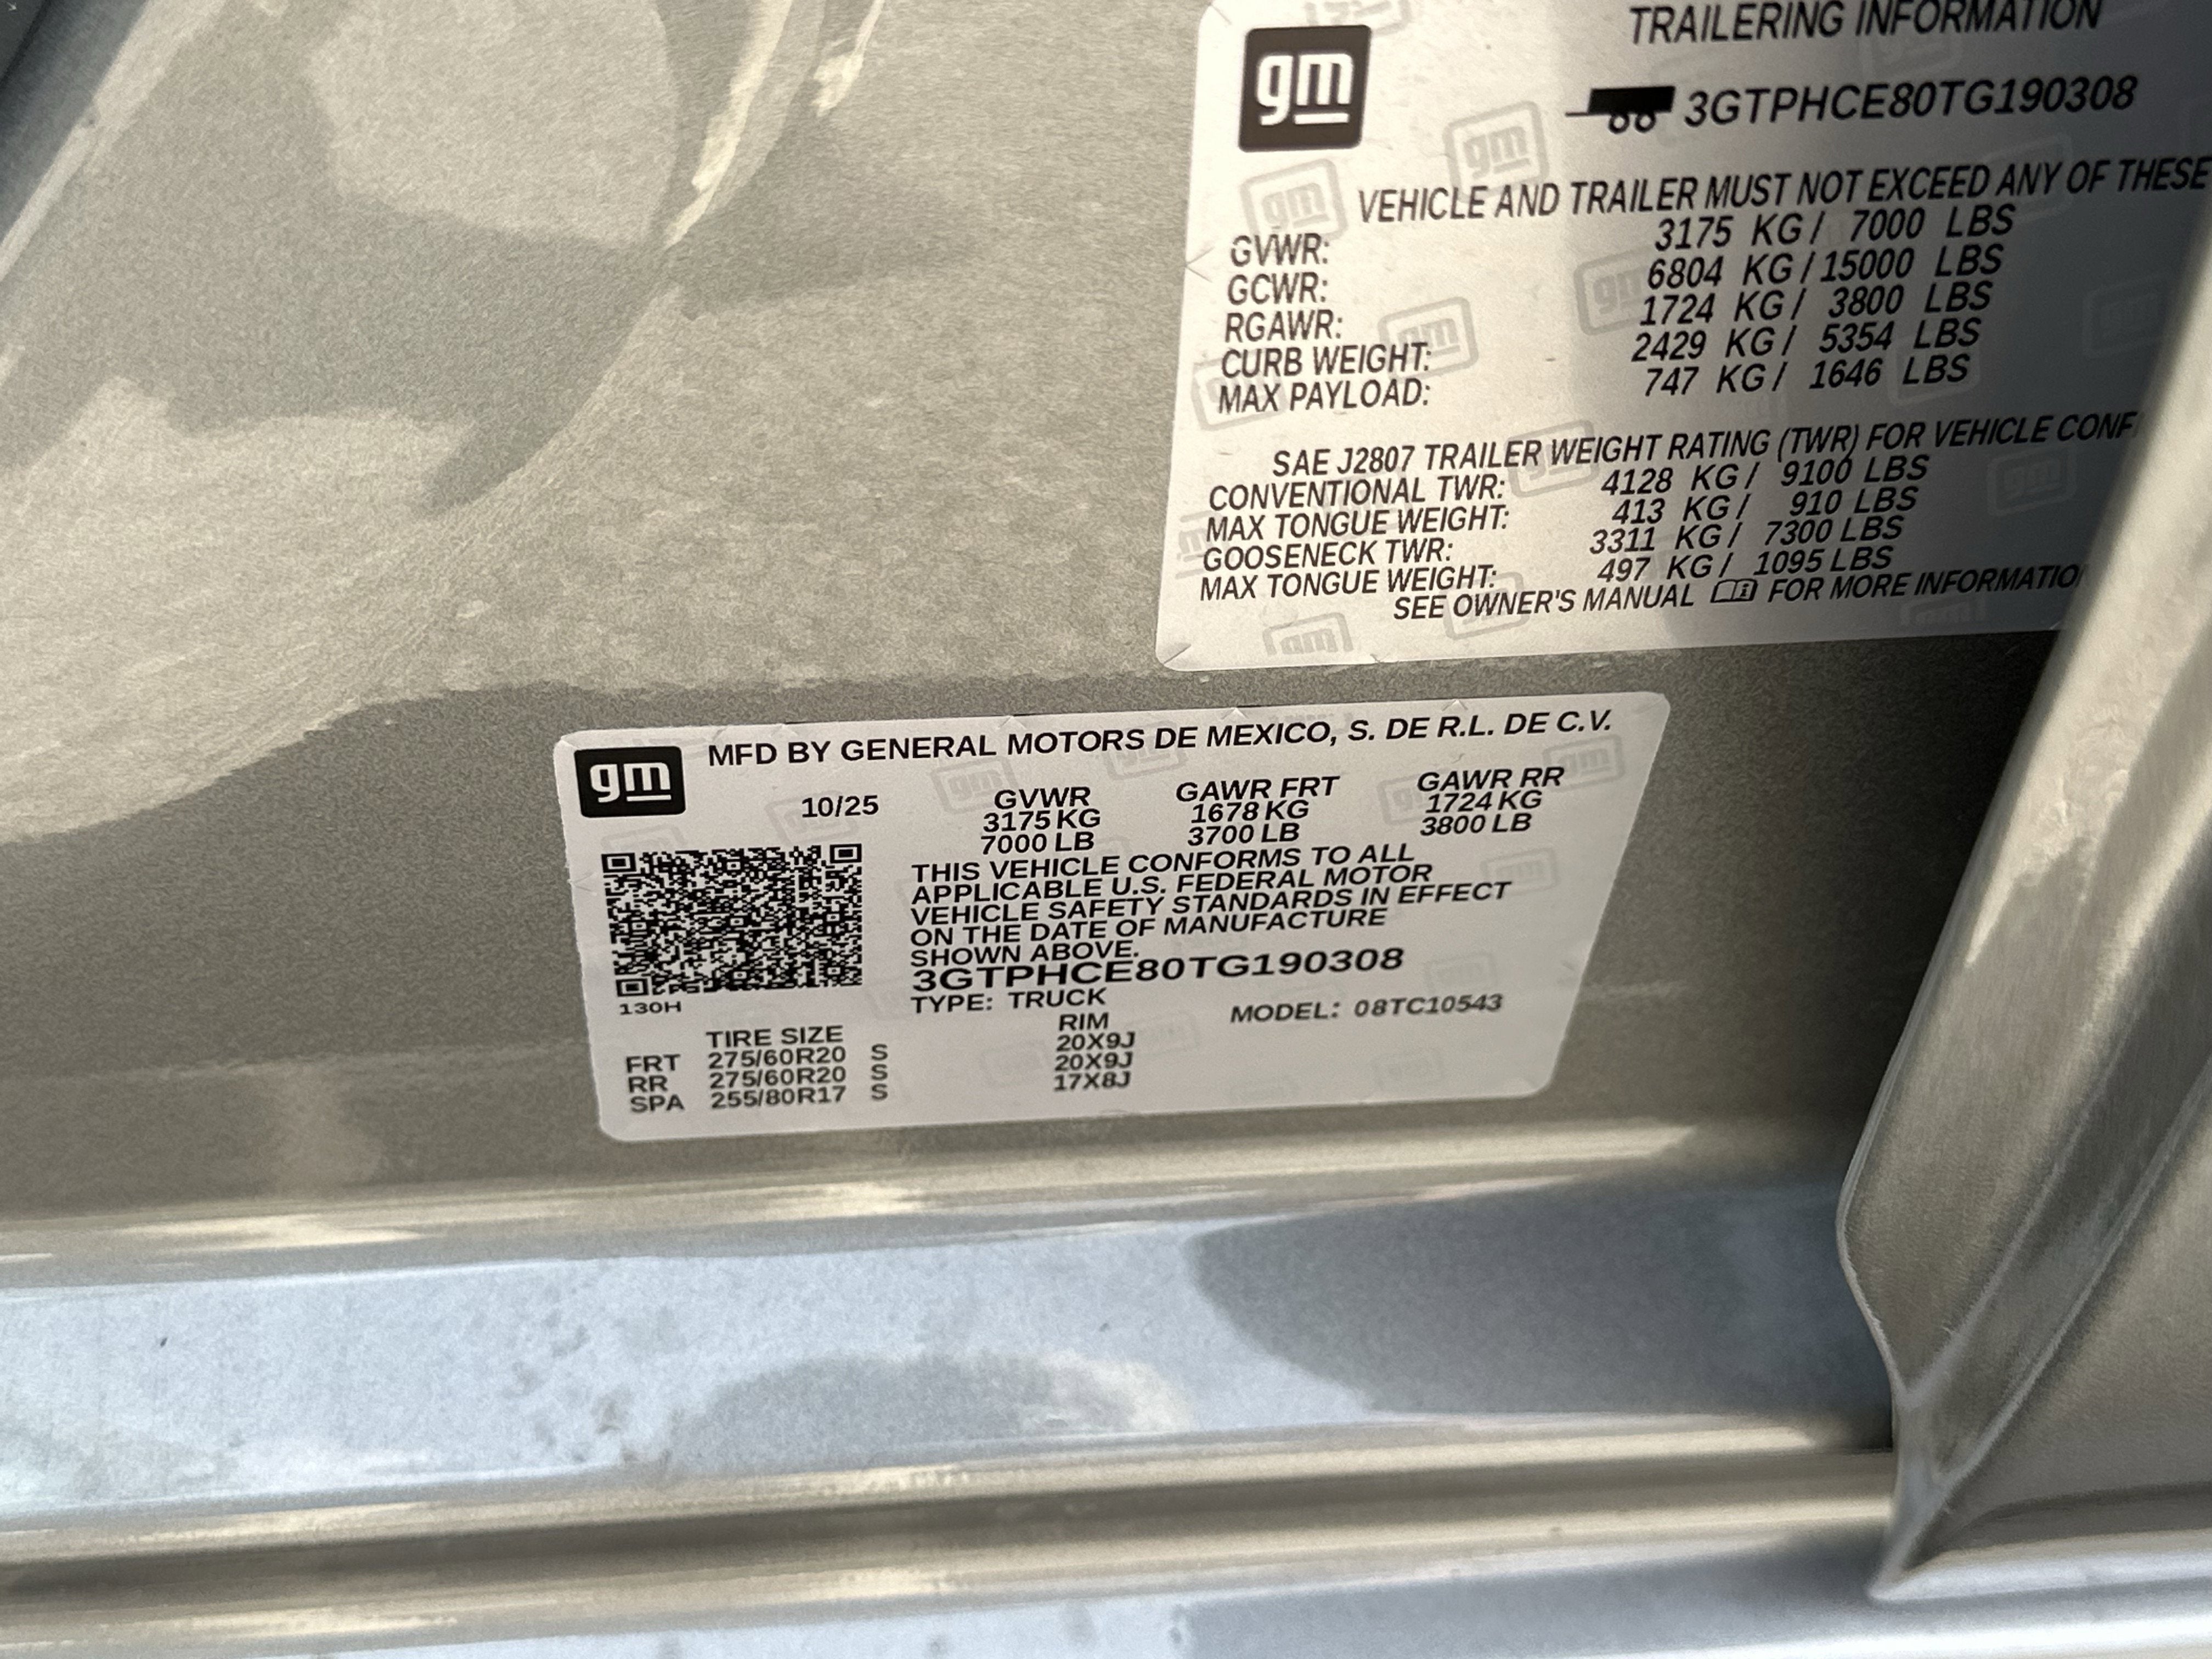 gm
TRAILERING INFORMATION
3GTPHCE80TG190308
VEHICLE AND TRAILER MUST NOT EXCEED ANY OF THESE
GVWR: 3175 KG / 7000 LBS
GCWR: 6804 KG / 15000 LBS
RGAWR: 1724 KG / 3800 LBS
CURB WEIGHT: 2429 KG / 5354 LBS
MAX PAYLOAD: 747 KG / 1646 LBS
SAE J2807 TRAILER WEIGHT RATING (TWR) FOR VEHICLE CONF
CONVENTIONAL TWR: 4128 KG / 9100 LBS
MAX TONGUE WEIGHT: 413 KG / 910 LBS
GOOSENECK TWR: 3311 KG / 7300 LBS
MAX TONGUE WEIGHT: 497 KG / 1095 LBS
SEE OWNER'S MANUAL FOR MORE INFORMATIO
gm
MFD BY GENERAL MOTORS DE MEXICO, S. DE R.L. DE C.V.
10/25 GVWR GAWR FRT GAWR RR
3175 KG 1678 KG 1724 KG
7000 LB 3700 LB 3800 LB
THIS VEHICLE CONFORMS TO ALL
APPLICABLE U.S. FEDERAL MOTOR
VEHICLE SAFETY STANDARDS IN EFFECT
ON THE DATE OF MANUFACTURE
SHOWN ABOVE.
3GTPHCE80TG190308
130H
TYPE: TRUCK MODEL: 08TC10543
TIRE SIZE RIM
FRT 275/60R20 S 20X9J
RR 275/60R20 S 20X9J
SPA 255/80R17 S 17X8J